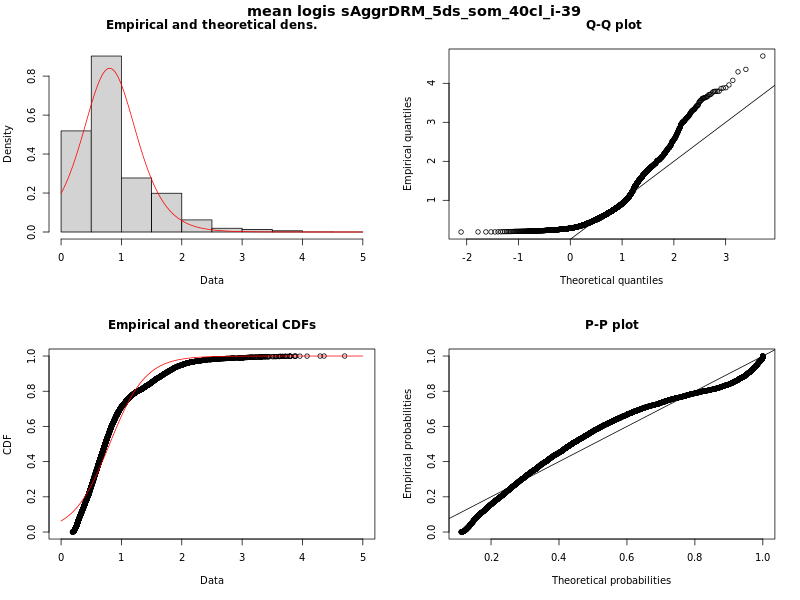 mean logis sAggrDRM_5ds_som_40cl_i-39
Empirical and theoretical dens.
Density
0.0 0.2 0.4 0.6 0.8
0 1 2 3 4 5
Data
Q-Q plot
Empirical quantiles
1 2 3 4
-2 -1 0 1 2 3
Theoretical quantiles
Empirical and theoretical CDFs
CDF
0.0 0.2 0.4 0.6 0.8 1.0
0 1 2 3 4 5
Data
P-P plot
Empirical probabilities
0.0 0.2 0.4 0.6 0.8 1.0
0.2 0.4 0.6 0.8 1.0
Theoretical probabilities